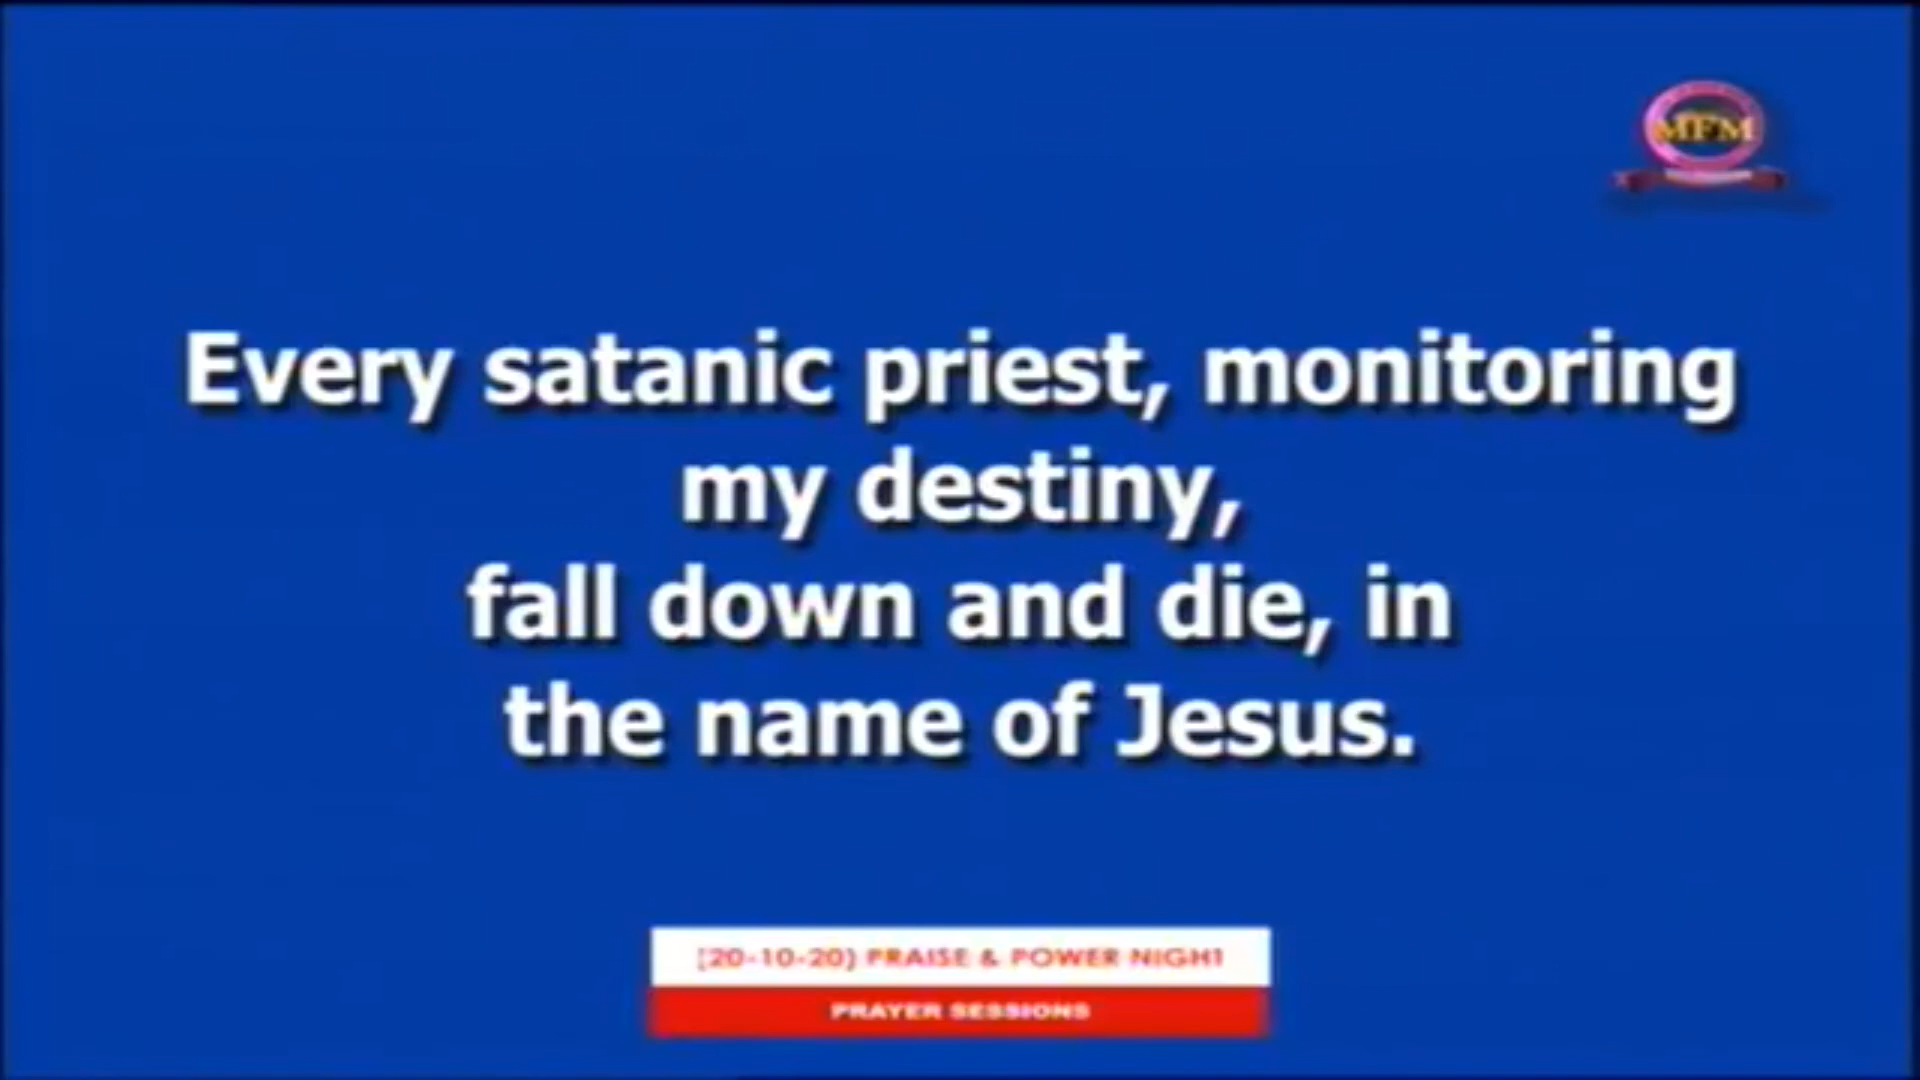 MFM
Every satanic priest, monitoring
my destiny,
fall down and die, in
the name of Jesus.
[20-10-20) PRAISE & POWER NIGHT
PRAYER SESSIONS